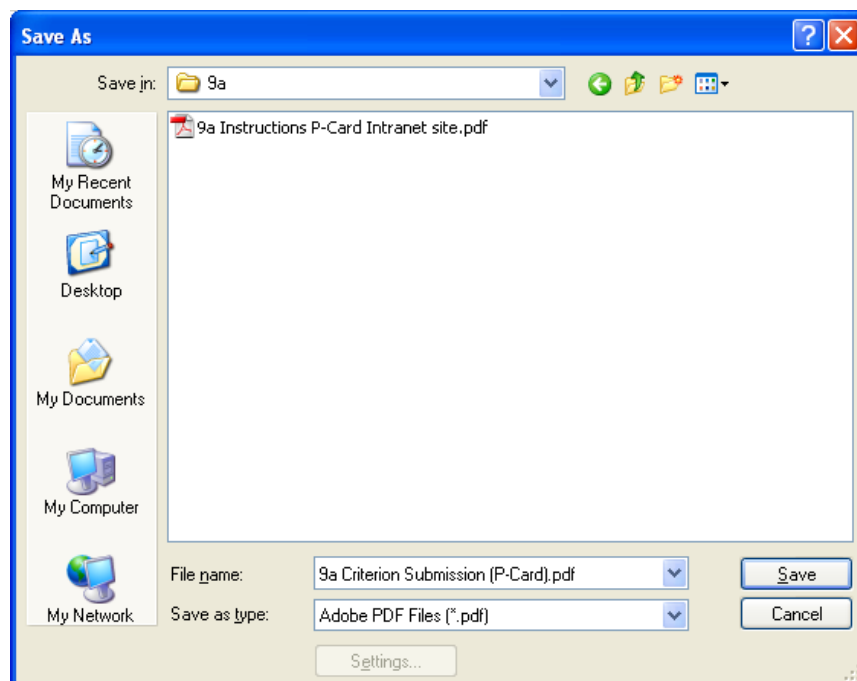 Save As
Save in:
9a
9a Instructions P-Card Intranet site.pdf
My Recent
Documents
Desktop
My Documents
My Computer
My Network
File name:
9a Criterion Submission (P-Card).pdf
Save
Save as type:
Adobe PDF Files (*.pdf)
Cancel
Settings...